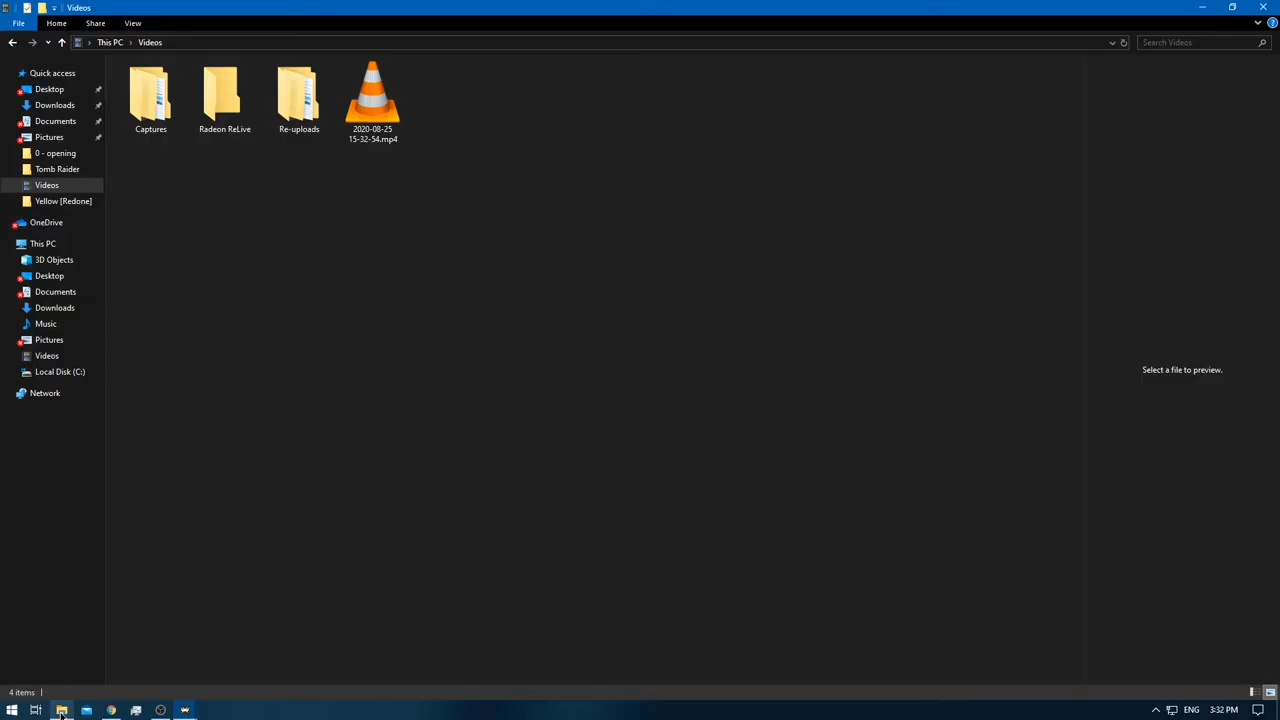 Videos
File Home Share View
This PC Videos
Search Videos
Quick access
Desktop
Downloads
Documents
Pictures
0 - opening
Tomb Raider
Videos
Yellow [Redone]
OneDrive
This PC
3D Objects
Desktop
Documents
Downloads
Music
Pictures
Videos
Local Disk (C:)
Network
Captures
Radeon ReLive
Re-uploads
2020-08-25
15-32-54.mp4
Select a file to preview.
4 items
ENG 3:32 PM